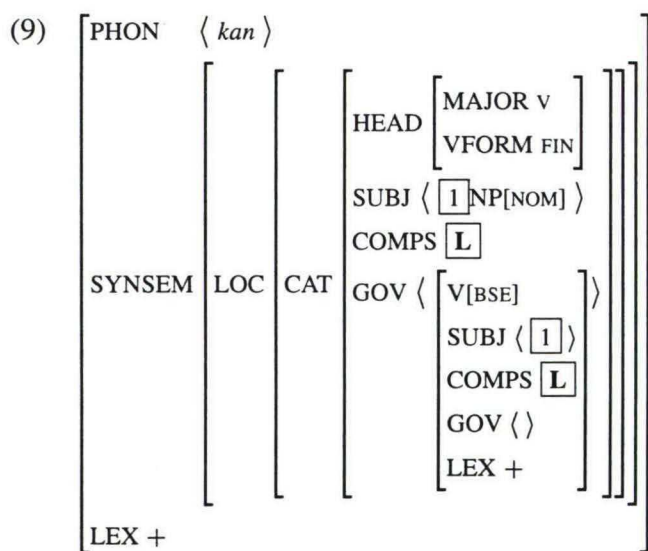 (9)
PHON ⟨ kan ⟩
HEAD
MAJOR V
VFORM FIN
SUBJ ⟨ 1 NP[NOM] ⟩
COMPS L
SYNSEM LOC CAT GOV ⟨ V[BSE] ⟩
SUBJ ⟨ 1 ⟩
COMPS L
GOV ⟨ ⟩
LEX +
LEX +